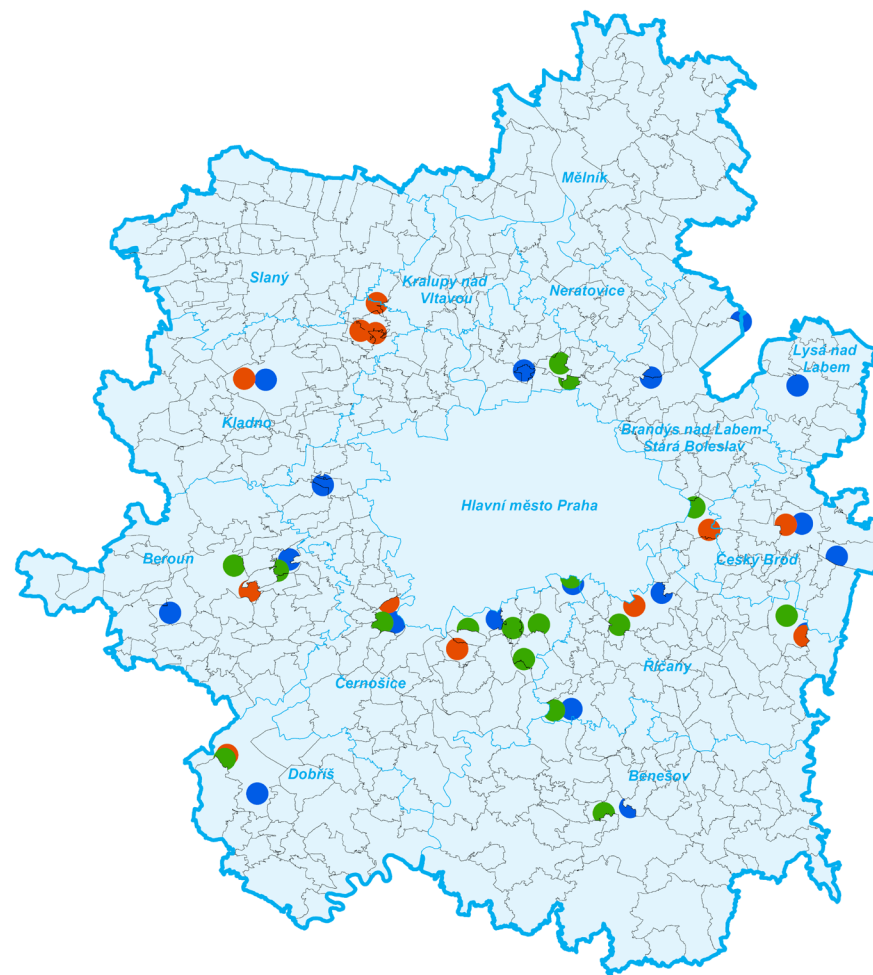 Mělník
Slaný
Kralupy nad
Vltavou
Neratovice
Lysá nad
Labem
Kladno
Brandýs nad Labem-
Stará Boleslav
Hlavní město Praha
Beroun
Český Brod
Černošice
Říčany
Dobříš
Benešov